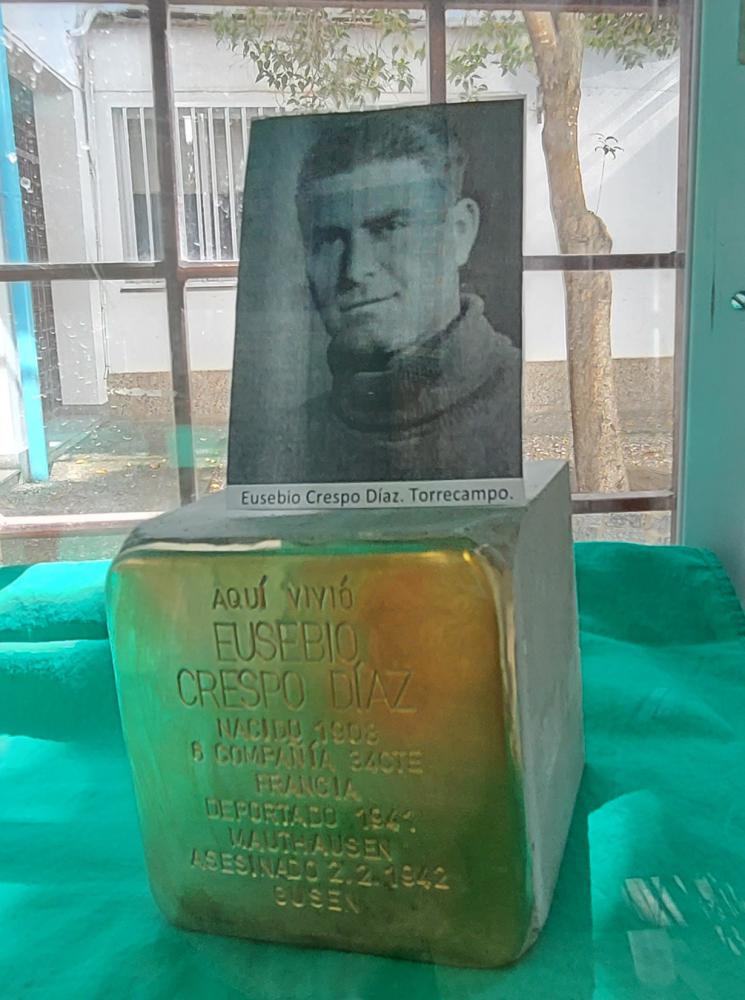 Eusebio Crespo Díaz. Torrecampo.
AQUÍ VIVIÓ
EUSEBIO
CRESPO DÍAZ
NACIDO 1908
6 COMPAÑÍA 34CTE
FRANCIA
DEPORTADO 1941
MAUTHAUSEN
ASESINADO 2.2.1942
GUSEN